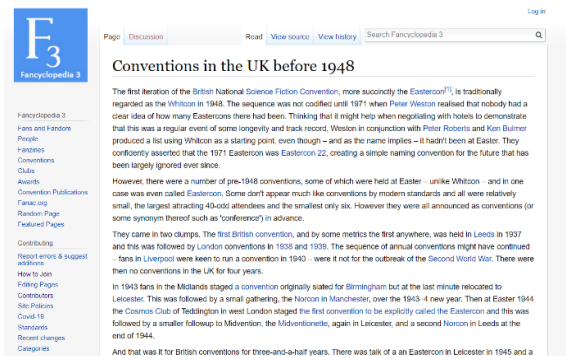 Log in
F3
Fancyclopedia 3
Page Discussion Read View source View history Search Fancyclopedia 3
Conventions in the UK before 1948
The first iteration of the British National Science Fiction Convention, more succinctly the Eastercon[1], is traditionally
regarded as the Whitcon in 1948. The sequence was not codified until 1971 when Peter Weston realised that nobody had a
clear idea of how many Eastercons there had been. Thinking that it might help when negotiating with hotels to demonstrate
that this was a regular event of some longevity and track record, Weston in conjunction with Peter Roberts and Ken Bulmer
produced a list using Whitcon as a starting point, even though – and as the name implies – it hadn't been at Easter. They
confidently asserted that the 1971 Eastercon was Eastercon 22, creating a simple naming convention for the future that has
been largely ignored ever since.
However, there were a number of pre-1948 conventions, some of which were held at Easter – unlike Whitcon – and in one
case was even called Eastercon. Some don't appear much like conventions by modern standards and all were relatively
small, the largest attracting 40-odd attendees and the smallest only six. However they were all announced as conventions (or
some synonym thereof such as 'conference') in advance.
They came in two clumps. The first British convention, and by some metrics the first anywhere, was held in Leeds in 1937
and this was followed by London conventions in 1938 and 1939. The sequence of annual conventions might have continued
– fans in Liverpool were keen to run a convention in 1940 – were it not for the outbreak of the Second World War. There were
then no conventions in the UK for four years.
In 1943 fans in the Midlands staged a convention originally slated for Birmingham but at the last minute relocated to
Leicester. This was followed by a small gathering, the Norcon in Manchester, over the 1943-4 new year. Then at Easter 1944
the Cosmos Club of Teddington in west London staged the first convention to be explicitly called the Eastercon and this was
followed by a smaller followup to Midvention, the Midventionette, again in Leicester, and a second Norcon in Leeds at the
end of 1944.
And that was it for British conventions for three-and-a-half years. There was talk of a an Eastercon in Leicester in 1945 and a
Fancyclopedia 3
Fans and Fandom
People
Fanzines
Conventions
Clubs
Awards
Convention Publications
Fanac.org
Random Page
Featured Pages
Contributing
Report errors & suggest
additions
How to Join
Editing Pages
Contributors
Site Policies
Covid-19
Standards
Recent changes
Categories